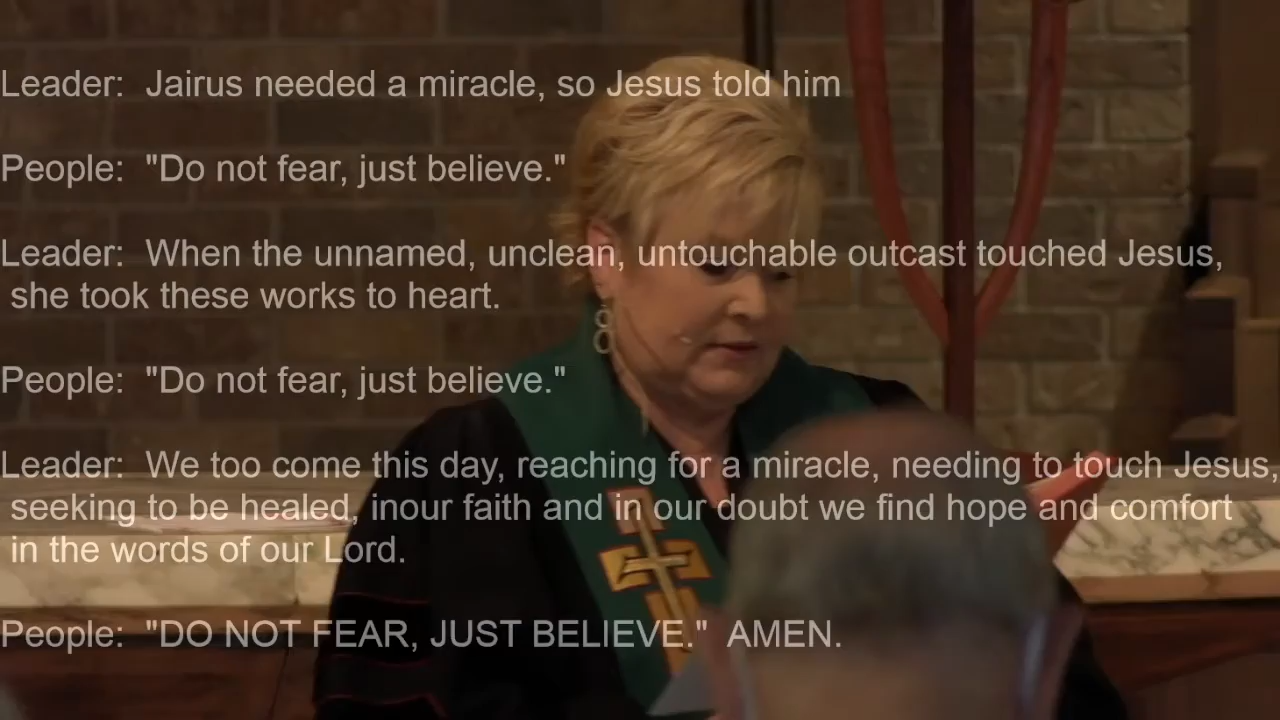 Leader: Jairus needed a miracle, so Jesus told him
People: "Do not fear, just believe."
Leader: When the unnamed, unclean, untouchable outcast touched Jesus,
she took these works to heart.
People: "Do not fear, just believe."
Leader: We too come this day, reaching for a miracle, needing to touch Jesus,
seeking to be healed, inour faith and in our doubt we find hope and comfort
in the words of our Lord.
People: "DO NOT FEAR, JUST BELIEVE." AMEN.